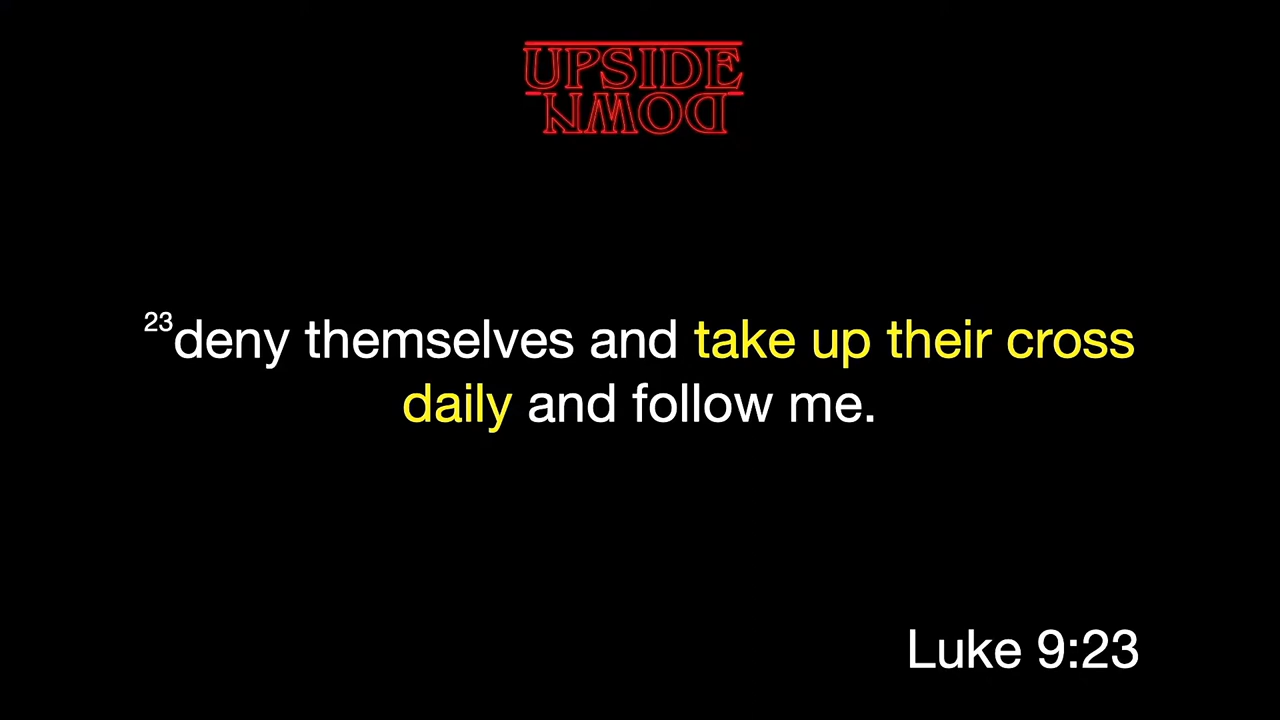 UPSIDE
DOWN
²³deny themselves and take up their cross
daily and follow me.
Luke 9:23